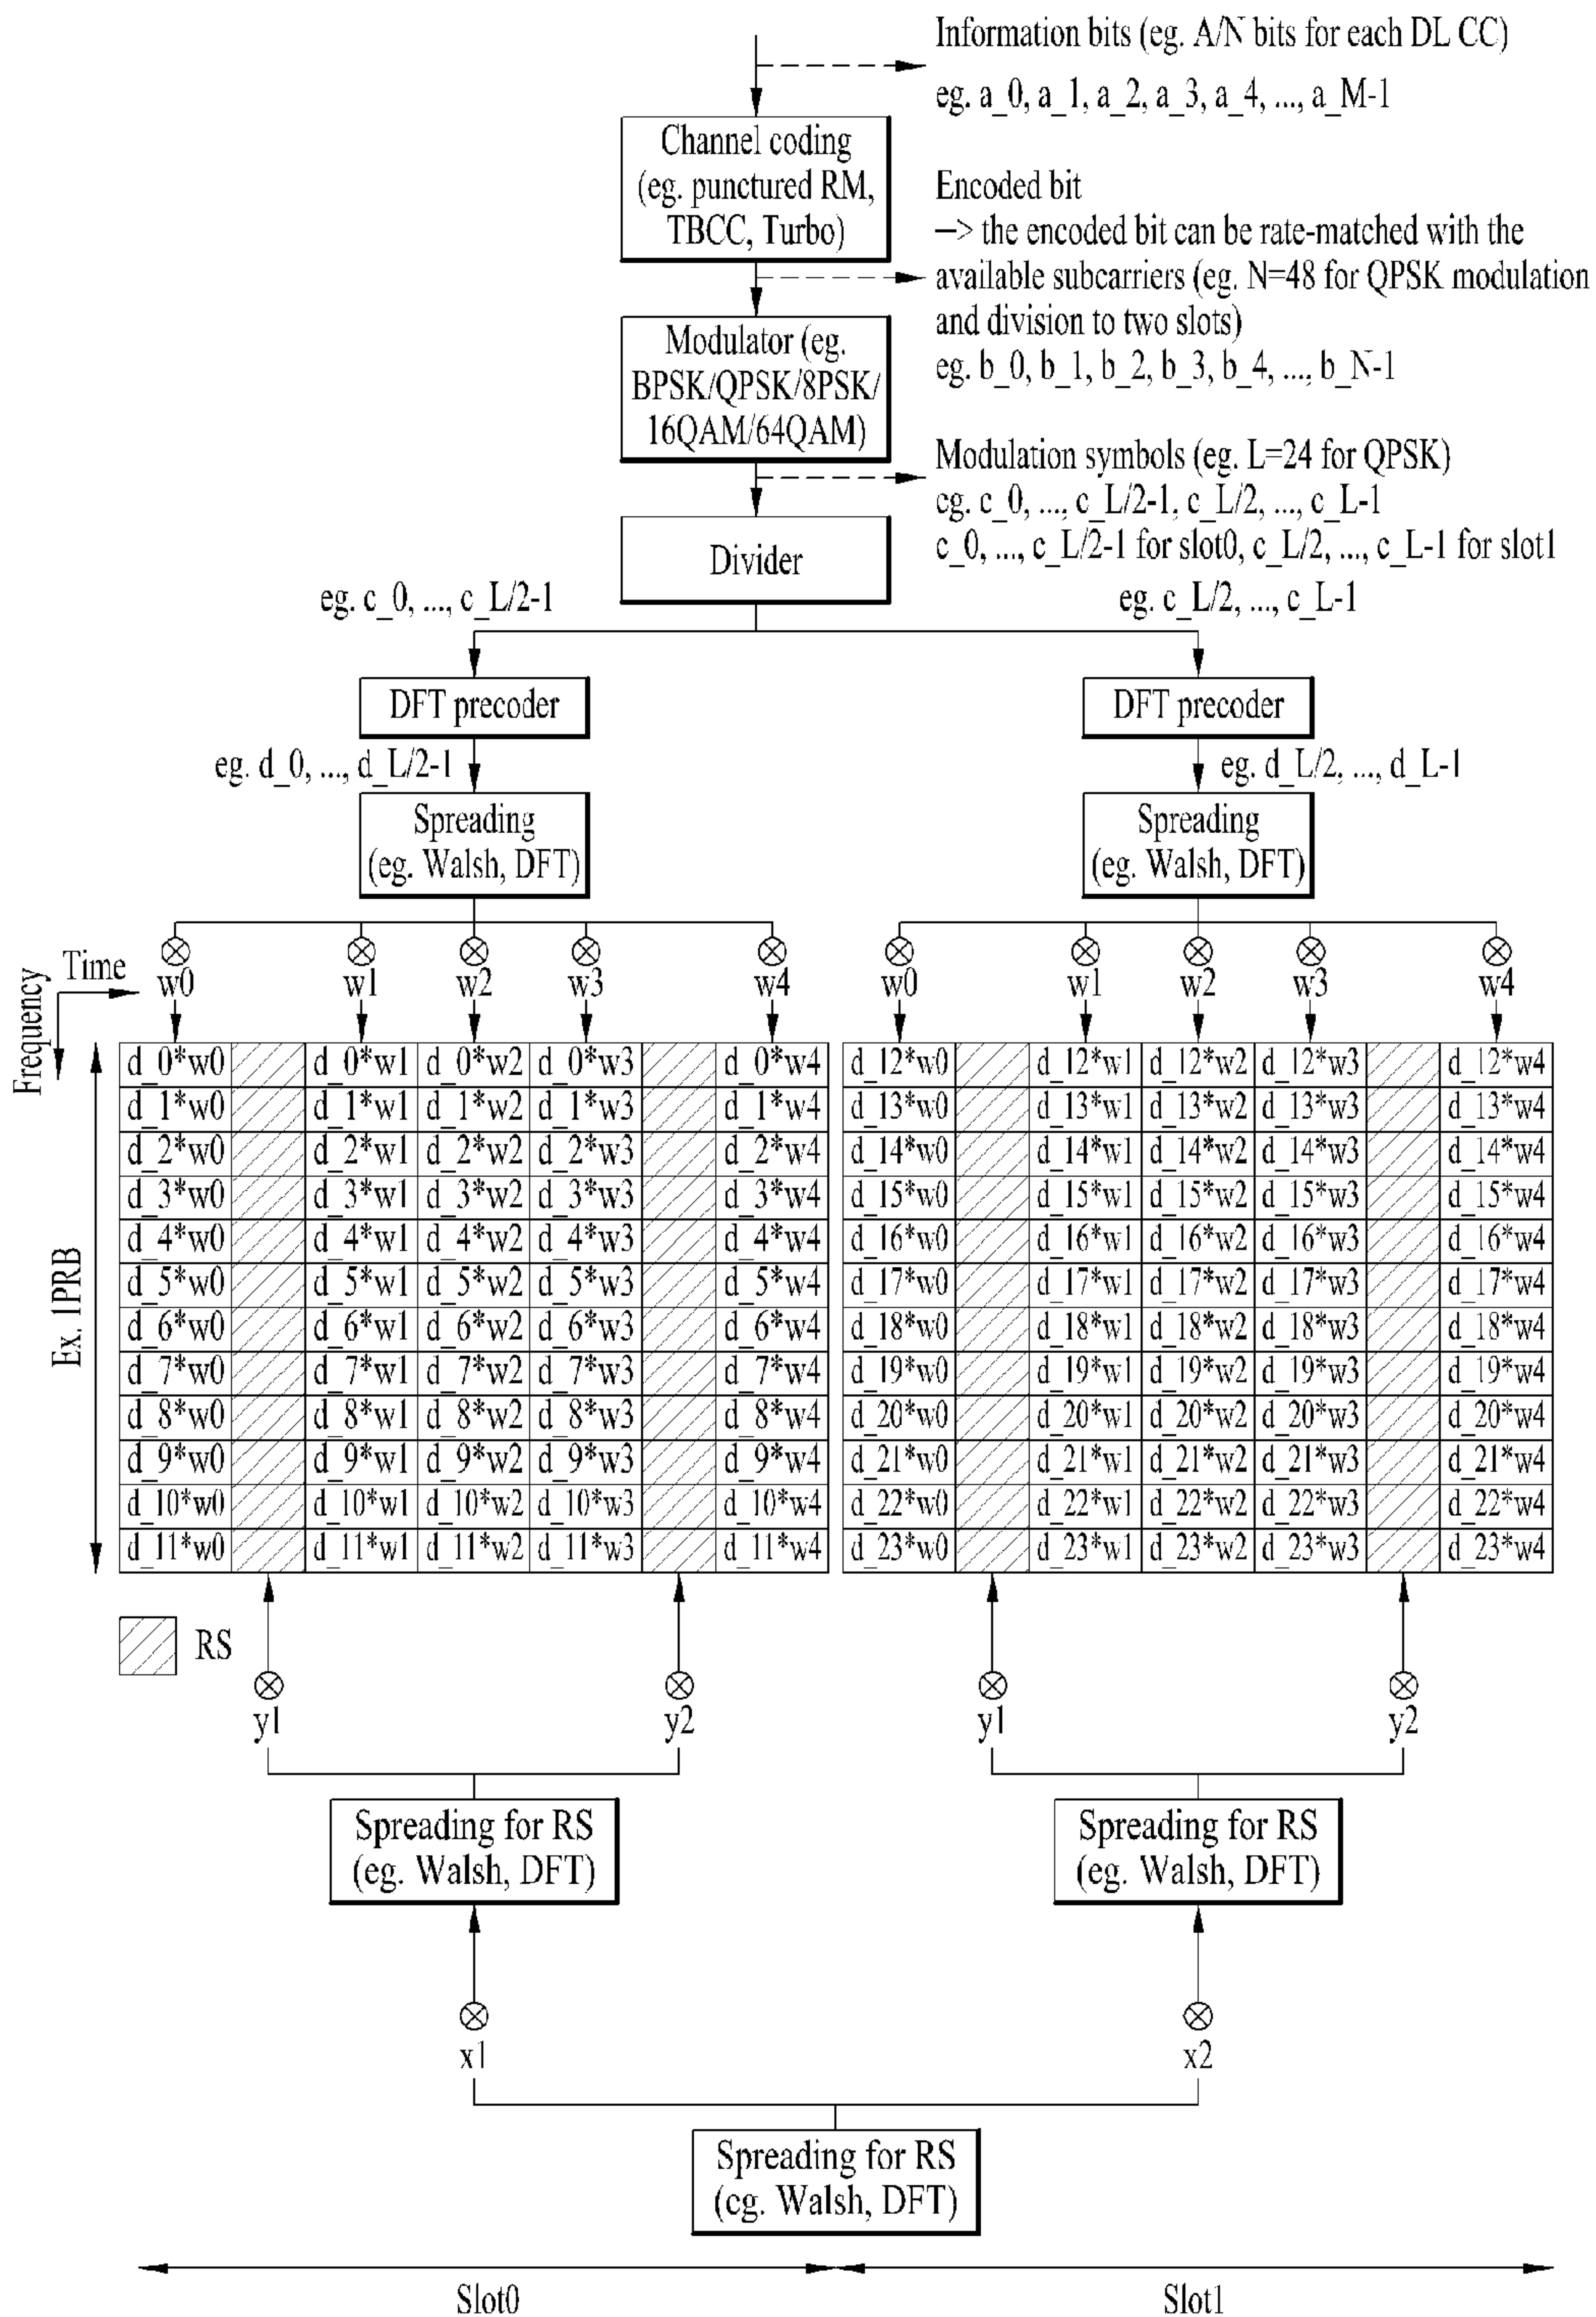 Information bits (eg. A/N bits for each DL CC)
eg. a_0, a_1, a_2, a_3, a_4, ..., a_M-1
Channel coding
(eg. punctured RM,
TBCC, Turbo)
Encoded bit
—> the encoded bit can be rate-matched with the
available subcarriers (eg. N=48 for QPSK modulation
and division to two slots)
eg. b_0, b_1, b_2, b_3, b_4, ..., b_N-1
Modulator (eg.
BPSK/QPSK/8PSK/
16QAM/64QAM)
Modulation symbols (eg. L=24 for QPSK)
eg. c_0, ..., c_L/2-1, c_L/2, ..., c_L-1
c_0, ..., c_L/2-1 for slot0, c_L/2, ..., c_L-1 for slot1
Divider
eg. c_0, ..., c_L/2-1
eg. c_L/2, ..., c_L-1
DFT precoder
DFT precoder
eg. d_0, ..., d_L/2-1
eg. d_L/2, ..., d_L-1
Spreading
(eg. Walsh, DFT)
Spreading
(eg. Walsh, DFT)
Time
Frequency
w0 w1 w2 w3 w4 w0 w1 w2 w3 w4
d_0*w0 d_0*w1 d_0*w2 d_0*w3 d_0*w4 d_12*w0 d_12*w1 d_12*w2 d_12*w3 d_12*w4
d_1*w0 d_1*w1 d_1*w2 d_1*w3 d_1*w4 d_13*w0 d_13*w1 d_13*w2 d_13*w3 d_13*w4
d_2*w0 d_2*w1 d_2*w2 d_2*w3 d_2*w4 d_14*w0 d_14*w1 d_14*w2 d_14*w3 d_14*w4
d_3*w0 d_3*w1 d_3*w2 d_3*w3 d_3*w4 d_15*w0 d_15*w1 d_15*w2 d_15*w3 d_15*w4
d_4*w0 d_4*w1 d_4*w2 d_4*w3 d_4*w4 d_16*w0 d_16*w1 d_16*w2 d_16*w3 d_16*w4
d_5*w0 d_5*w1 d_5*w2 d_5*w3 d_5*w4 d_17*w0 d_17*w1 d_17*w2 d_17*w3 d_17*w4
d_6*w0 d_6*w1 d_6*w2 d_6*w3 d_6*w4 d_18*w0 d_18*w1 d_18*w2 d_18*w3 d_18*w4
d_7*w0 d_7*w1 d_7*w2 d_7*w3 d_7*w4 d_19*w0 d_19*w1 d_19*w2 d_19*w3 d_19*w4
d_8*w0 d_8*w1 d_8*w2 d_8*w3 d_8*w4 d_20*w0 d_20*w1 d_20*w2 d_20*w3 d_20*w4
d_9*w0 d_9*w1 d_9*w2 d_9*w3 d_9*w4 d_21*w0 d_21*w1 d_21*w2 d_21*w3 d_21*w4
d_10*w0 d_10*w1 d_10*w2 d_10*w3 d_10*w4 d_22*w0 d_22*w1 d_22*w2 d_22*w3 d_22*w4
d_11*w0 d_11*w1 d_11*w2 d_11*w3 d_11*w4 d_23*w0 d_23*w1 d_23*w2 d_23*w3 d_23*w4
Ex. 1PRB
RS
y1 y2 y1 y2
Spreading for RS
(eg. Walsh, DFT)
Spreading for RS
(eg. Walsh, DFT)
x1 x2
Spreading for RS
(eg. Walsh, DFT)
Slot0 Slot1